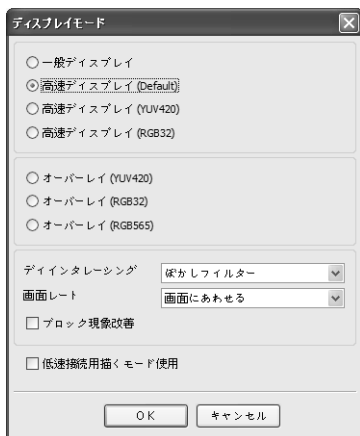 ディスプレイモード
一般ディスプレイ
高速ディスプレイ(Default)
高速ディスプレイ(YUV420)
高速ディスプレイ(RGB32)
オーバーレイ(YUV420)
オーバーレイ(RGB32)
オーバーレイ(RGB565)
ディインタレーシング ぼかしフィルター
画面レート 画面にあわせる
ブロック現象改善
低速接続用描くモード使用
OK キャンセル